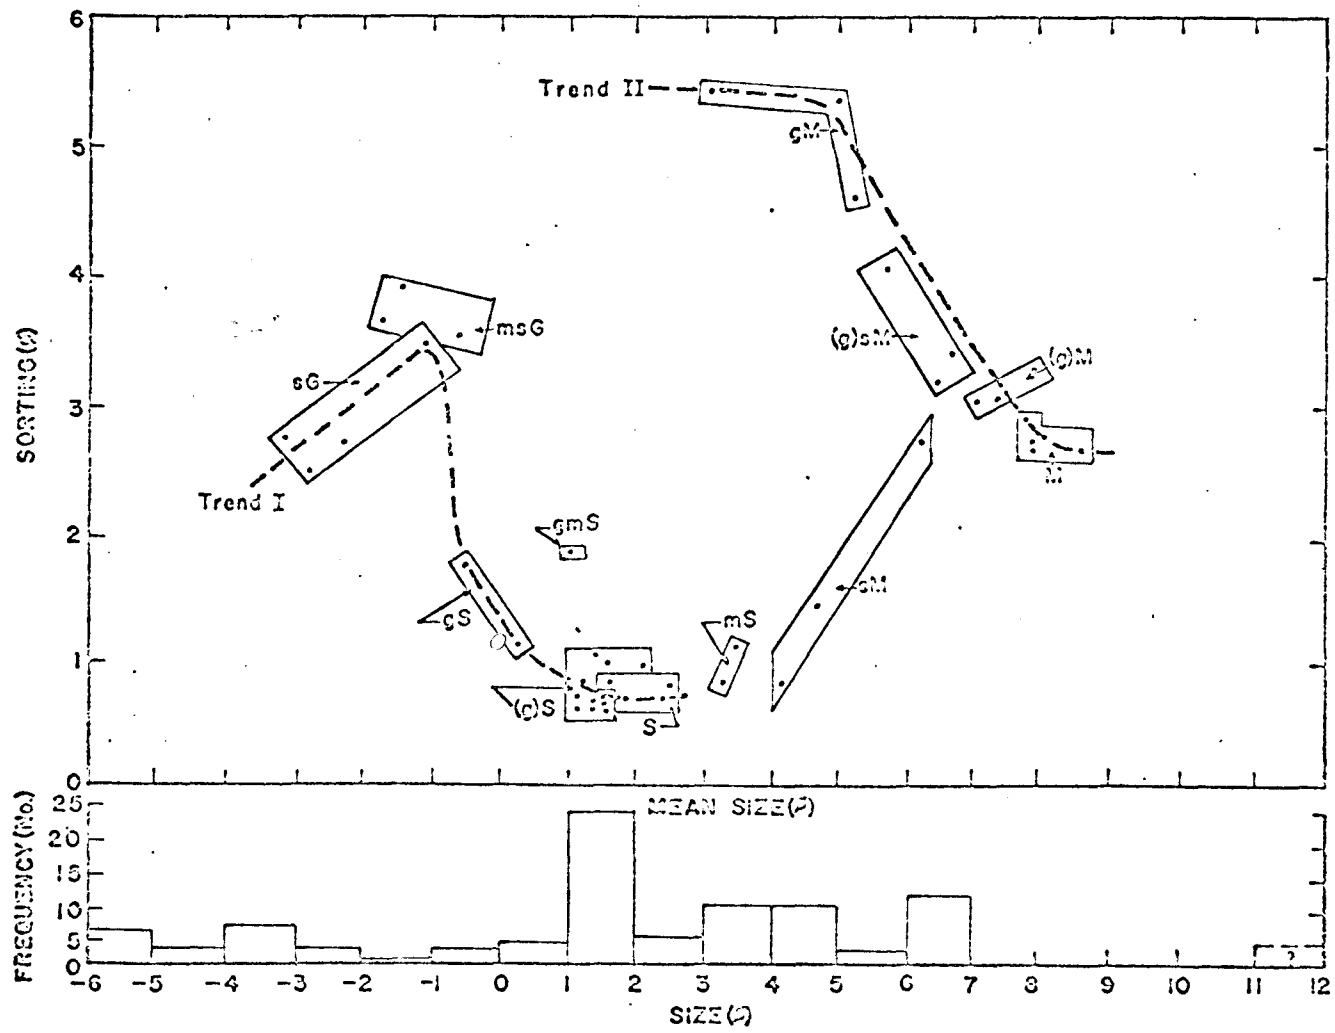 6
Trend II
5
gM
4
msG
(g)sM
(g)M
sG
3
SORTING(ø)
M
Trend I
gmS
2
sM
gS
mS
1
(g)S
S
0
MEAN SIZE(ø)
FREQUENCY(No.)
25
20
15
10
5
0
?
-6 -5 -4 -3 -2 -1 0 1 2 3 4 5 6 7 8 9 10 11 12
SIZE(ø)